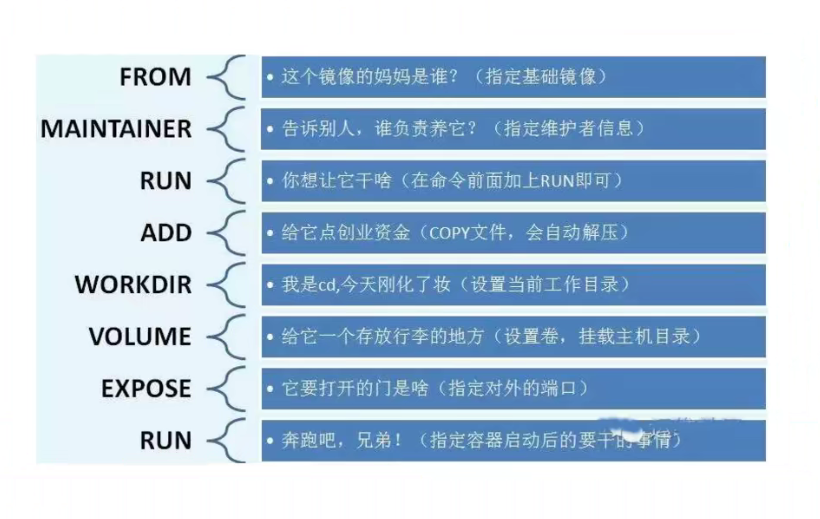 FROM • 这个镜像的妈妈是谁？（指定基础镜像）
MAINTAINER • 告诉别人，谁负责养它？（指定维护者信息）
RUN • 你想让它干啥（在命令前面加上RUN即可）
ADD • 给它点创业资金（COPY文件，会自动解压）
WORKDIR • 我是cd,今天刚化了妆（设置当前工作目录）
VOLUME • 给它一个存放行李的地方（设置卷，挂载主机目录）
EXPOSE • 它要打开的门是啥（指定对外的端口）
RUN • 奔跑吧，兄弟！（指定容器启动后的要干的事情）